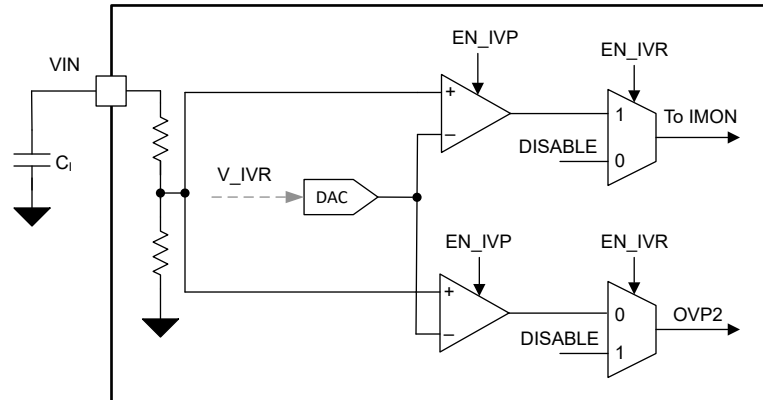 EN_IVP
EN_IVR
VIN
+
1
To IMON
–
DISABLE
0
CI
V_IVR
DAC
EN_IVP
EN_IVR
+
0
OVP2
–
DISABLE
1